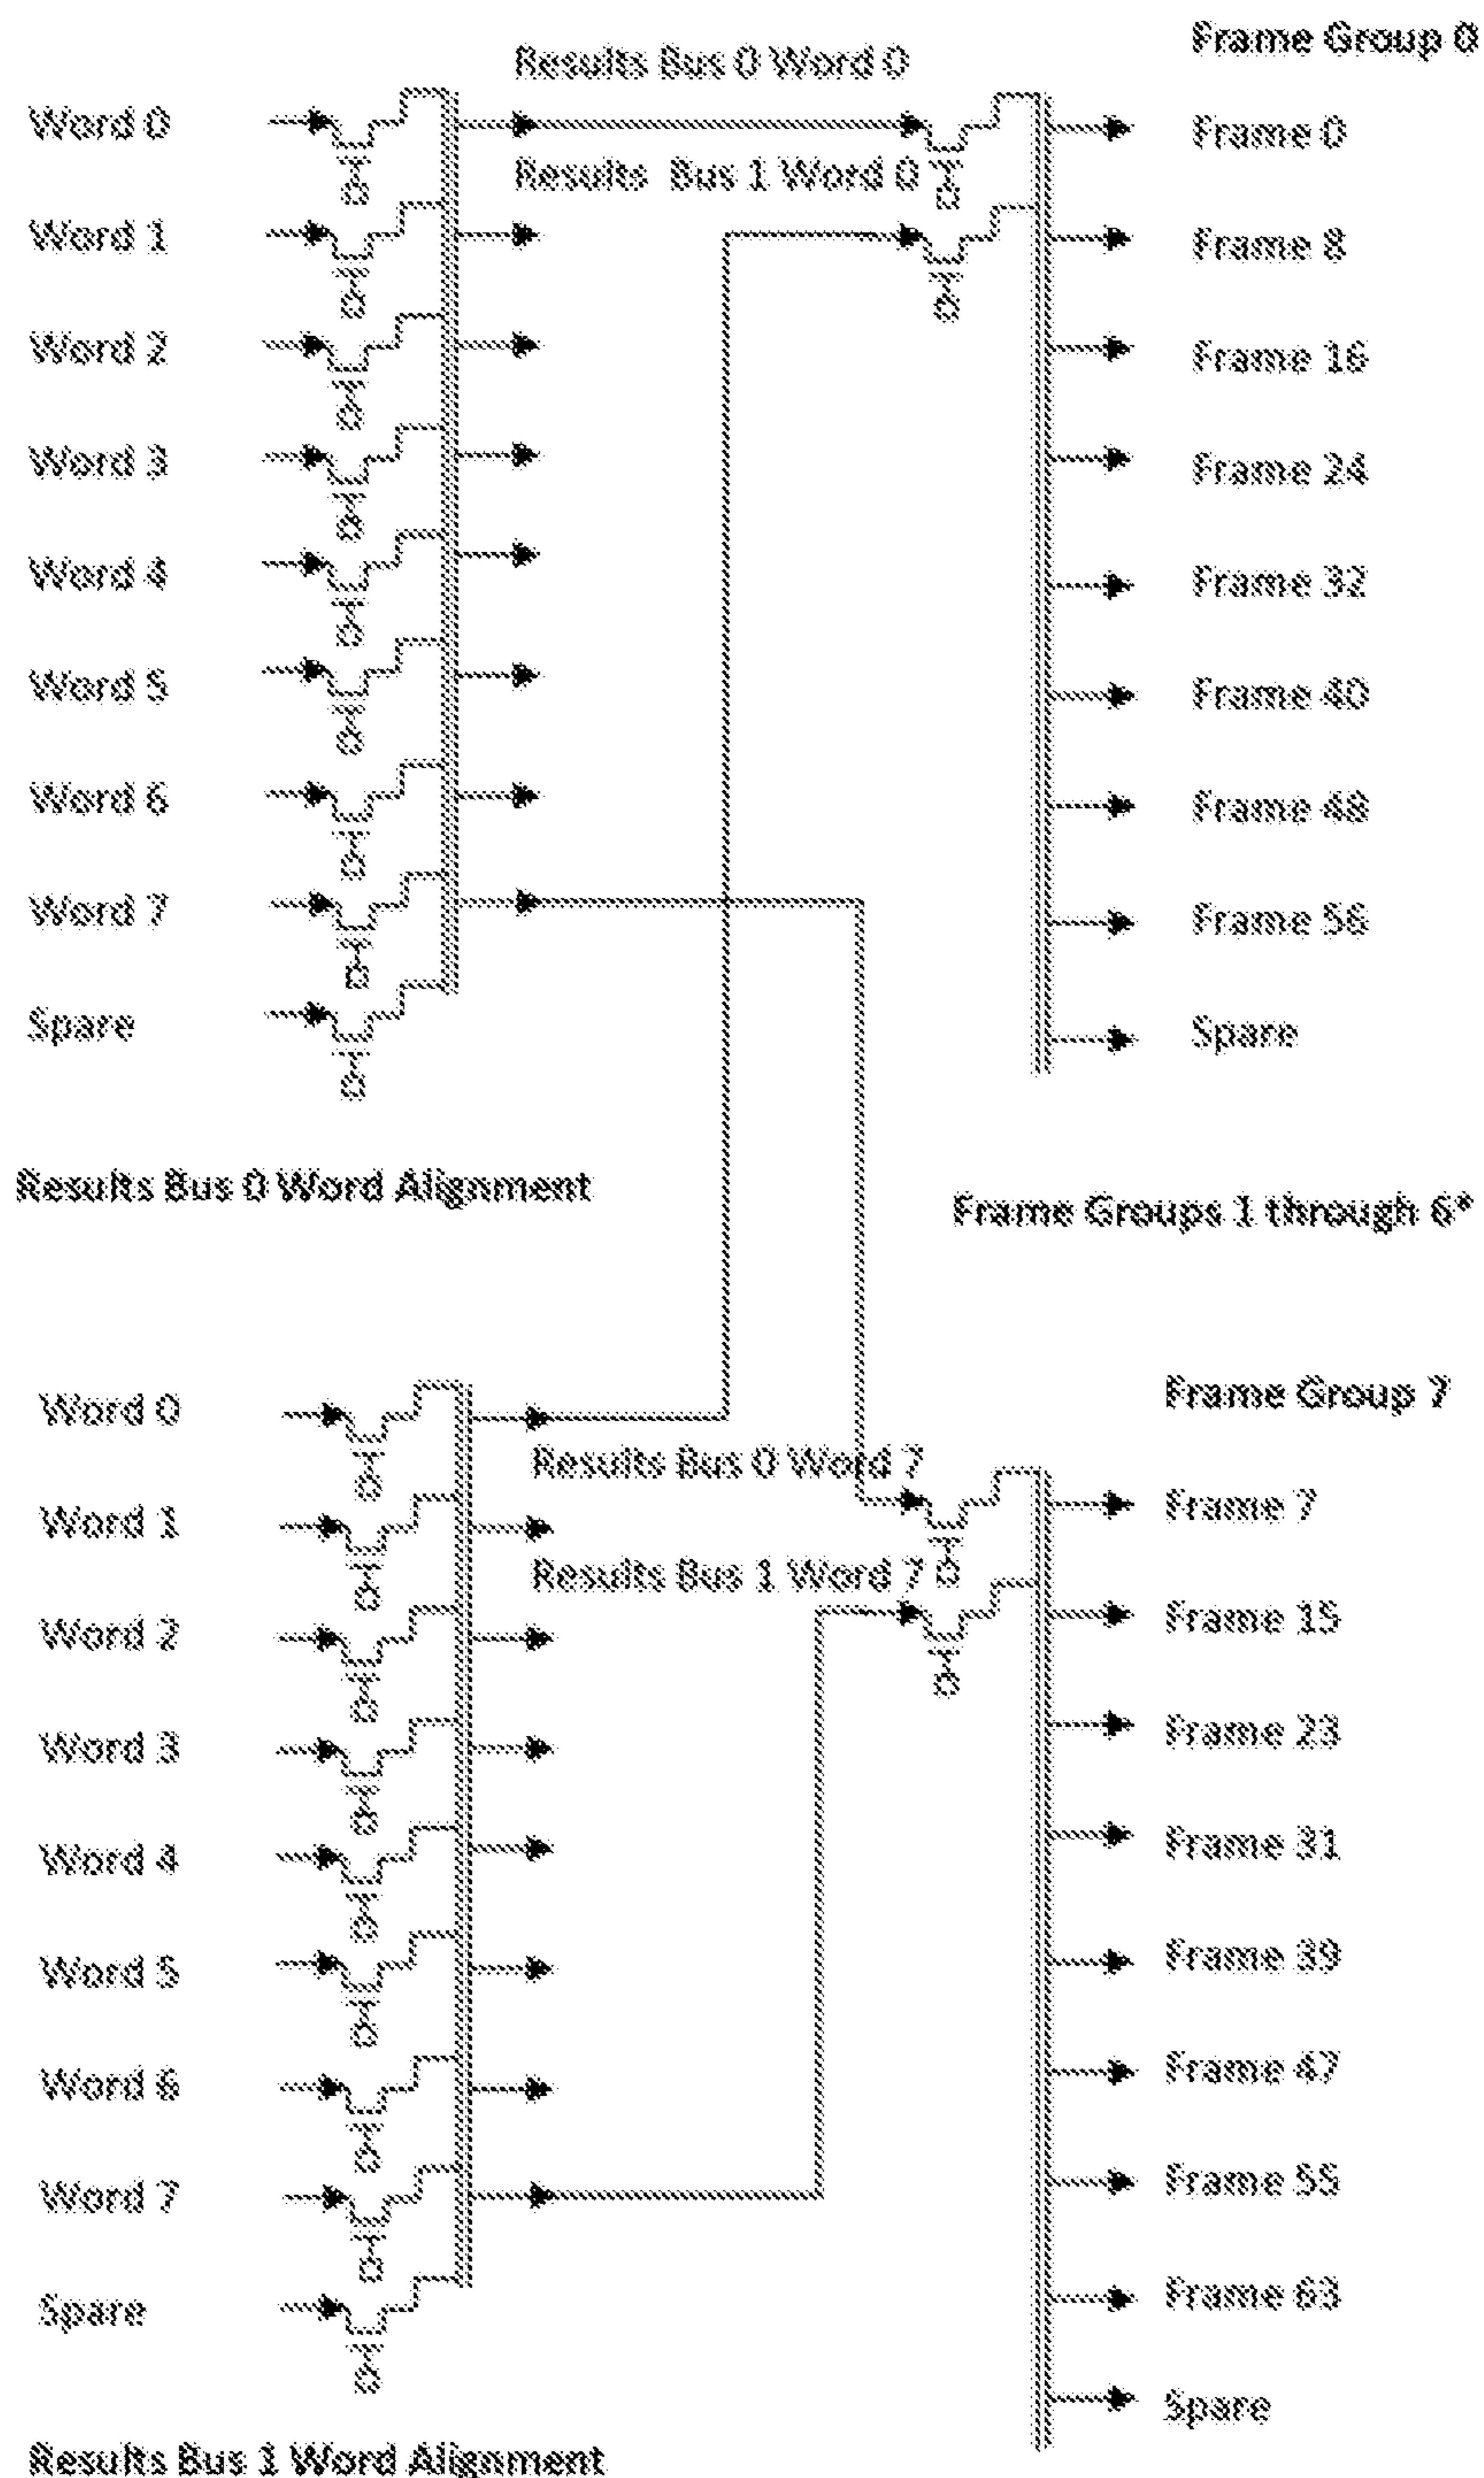 Frame Group 0
Results Bus 0 Word 0
Word 0
Frame 0
Results Bus 1 Word 0
Word 1
Frame 8
Word 2
Frame 16
Word 3
Frame 24
Word 4
Frame 32
Word 5
Frame 40
Word 6
Frame 48
Word 7
Frame 56
Spare
Spare
Results Bus 0 Word Alignment
Frame Groups 1 through 6*
Frame Group 7
Word 0
Results Bus 0 Word 7
Word 1
Frame 7
Results Bus 1 Word 7
Word 2
Frame 15
Word 3
Frame 23
Word 4
Frame 31
Word 5
Frame 39
Word 6
Frame 47
Word 7
Frame 55
Spare
Frame 63
Spare
Results Bus 1 Word Alignment